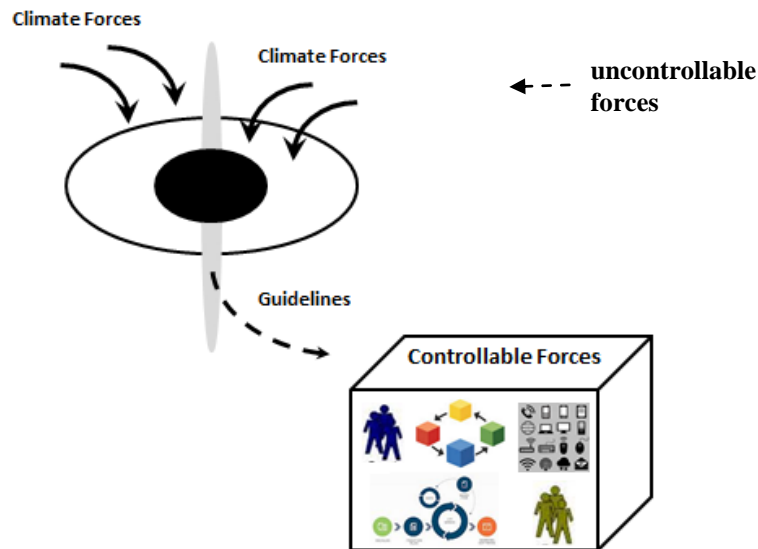 Climate Forces
Climate Forces
uncontrollable
forces
Guidelines
Controllable Forces